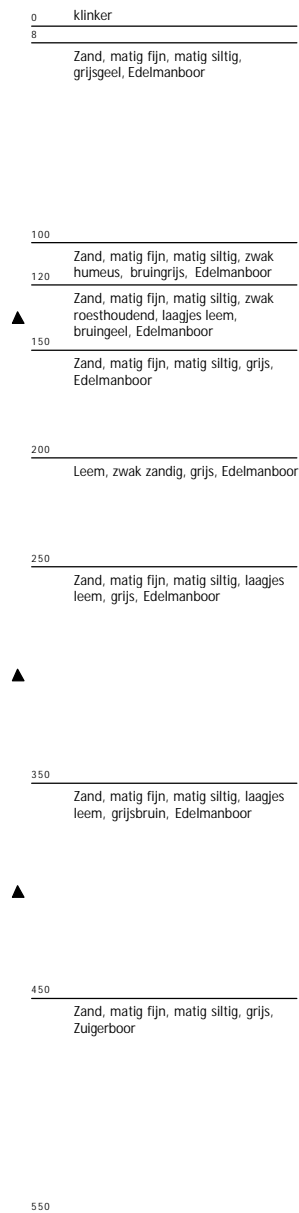 0 klinker
8
Zand, matig fijn, matig siltig,
grijsgeel, Edelmanboor
100
Zand, matig fijn, matig siltig, zwak
humeus, bruingrijs, Edelmanboor
120
Zand, matig fijn, matig siltig, zwak
roesthoudend, laagjes leem,
bruingeel, Edelmanboor
150
Zand, matig fijn, matig siltig, grijs,
Edelmanboor
200
Leem, zwak zandig, grijs, Edelmanboor
250
Zand, matig fijn, matig siltig, laagjes
leem, grijs, Edelmanboor
350
Zand, matig fijn, matig siltig, laagjes
leem, grijsbruin, Edelmanboor
450
Zand, matig fijn, matig siltig, grijs,
Zuigerboor
550